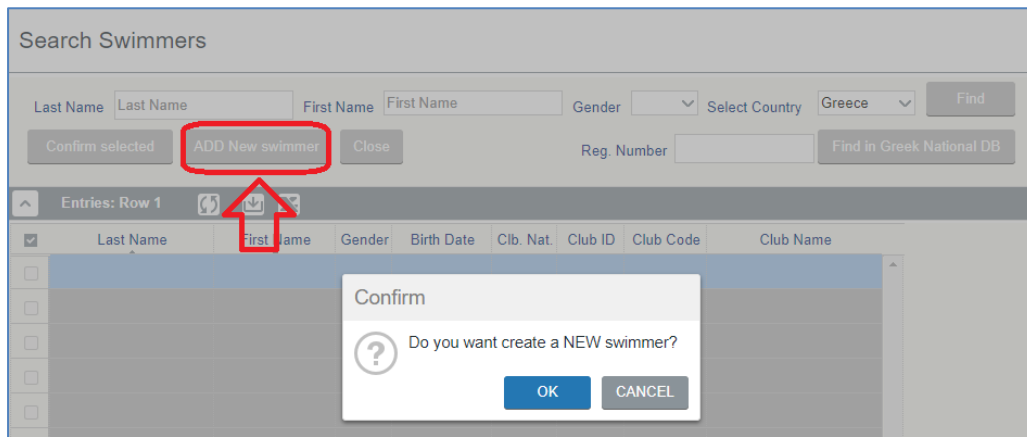 Search Swimmers
Last Name Last Name First Name First Name Gender Select Country Greece Find
Confirm selected ADD New swimmer Close Reg. Number Find in Greek National DB
Entries: Row 1
Last Name First Name Gender Birth Date Clb. Nat. Club ID Club Code Club Name
Confirm
Do you want create a NEW swimmer?
OK CANCEL